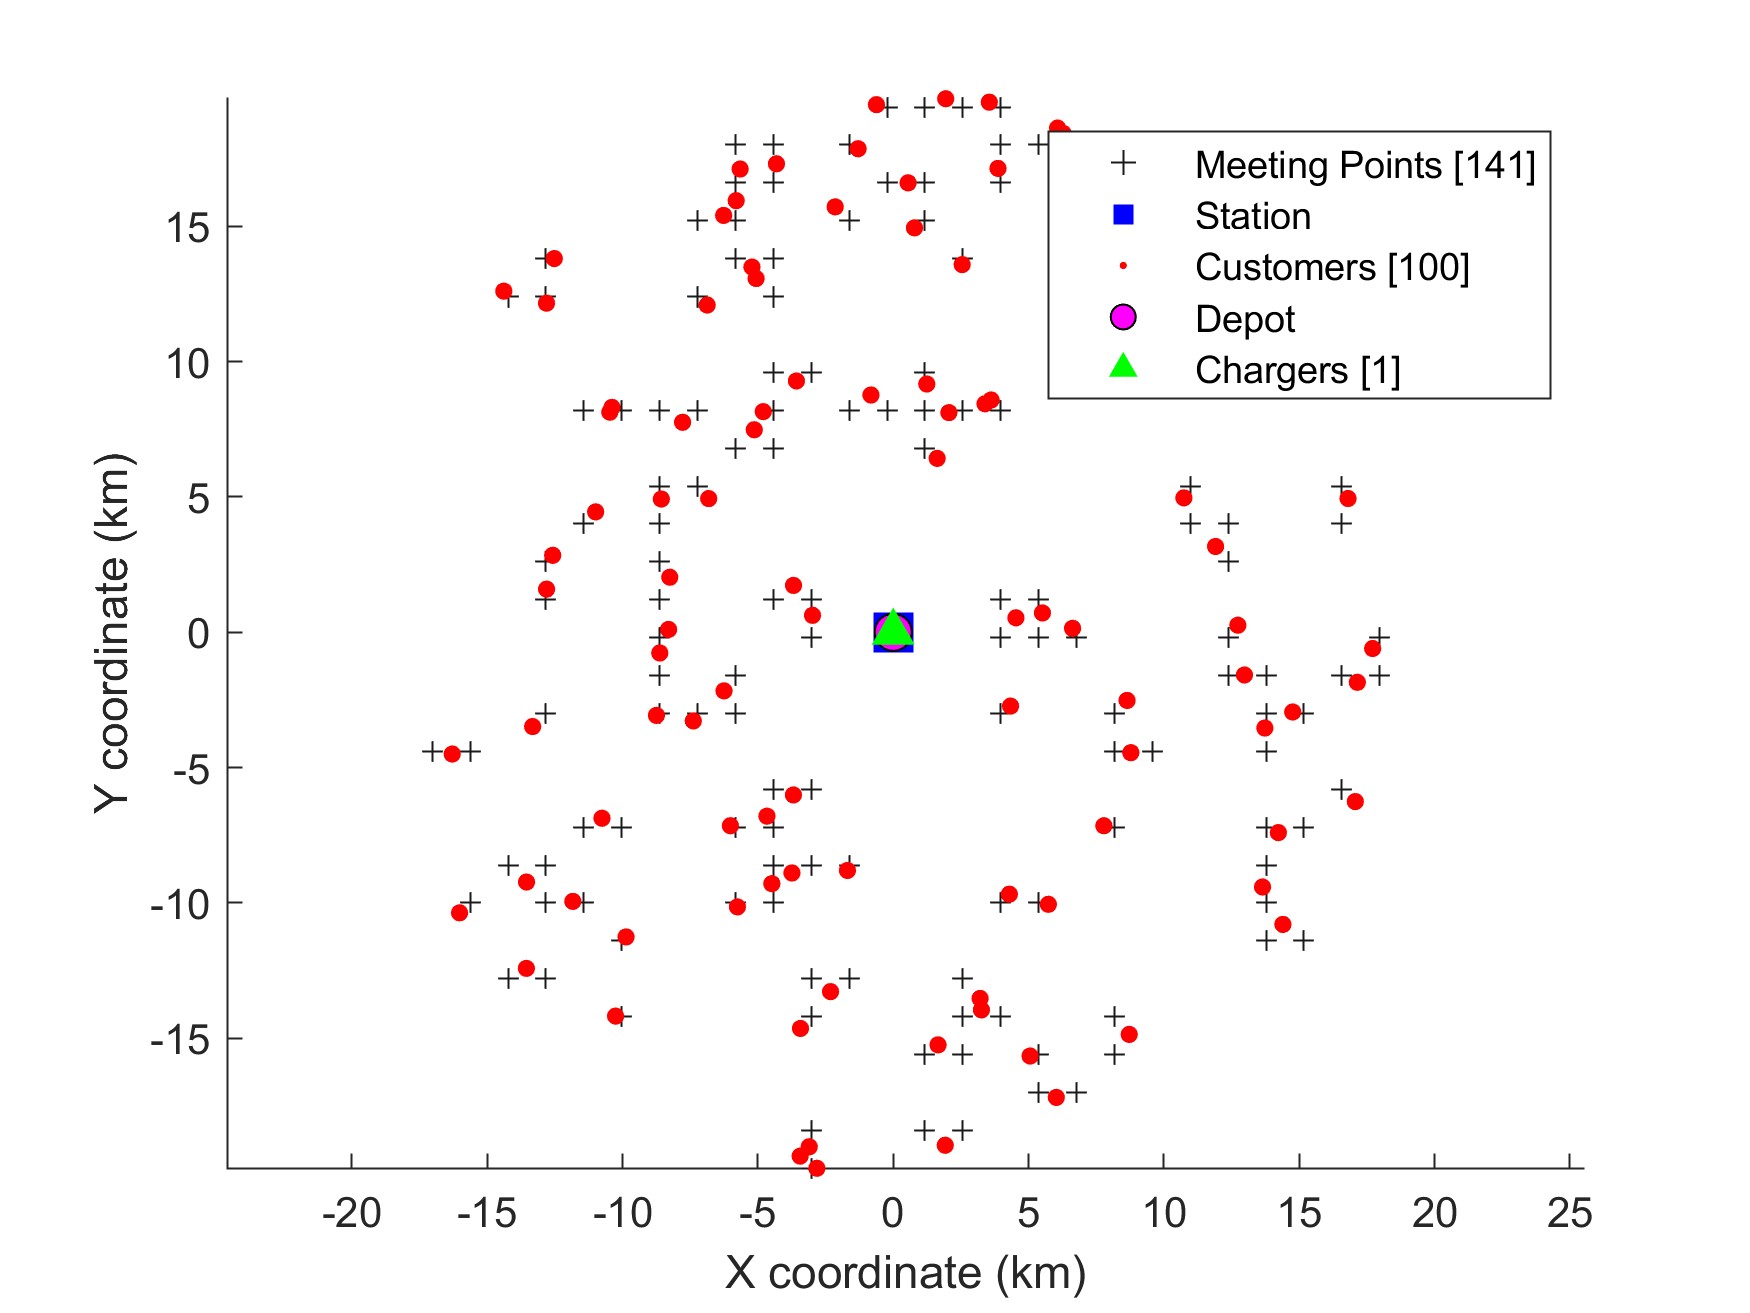 Meeting Points [141]
Station
Customers [100]
Depot
Chargers [1]
15
10
5
0
-5
-10
-15
Y coordinate (km)
-20 -15 -10 -5 0 5 10 15 20 25
X coordinate (km)